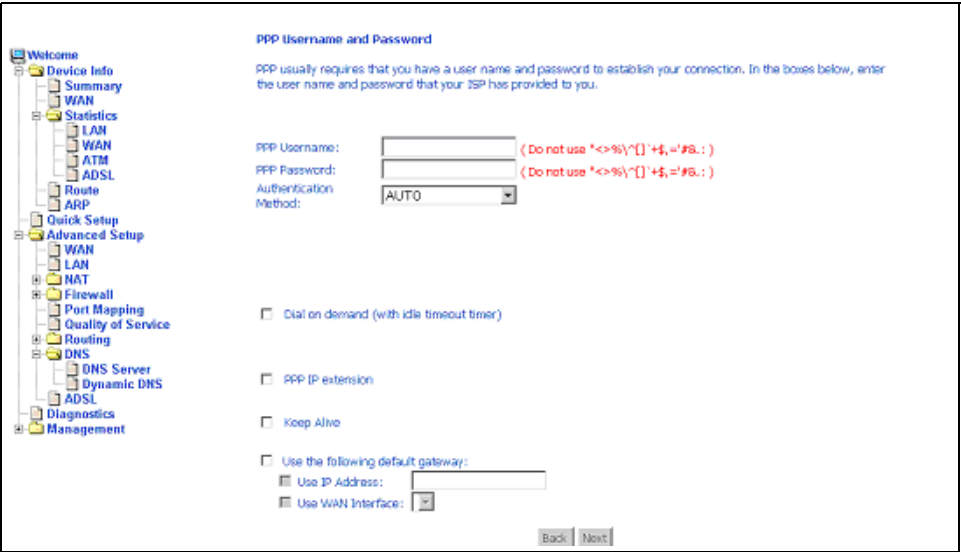 Welcome
Device Info
Summary
WAN
Statistics
LAN
WAN
ATM
ADSL
Route
ARP
Quick Setup
Advanced Setup
WAN
LAN
NAT
Firewall
Port Mapping
Quality of Service
Routing
DNS
DNS Server
Dynamic DNS
ADSL
Diagnostics
Management
PPP Username and Password
PPP usually requires that you have a user name and password to establish your connection. In the boxes below, enter
the user name and password that your ISP has provided to you.
PPP Username: ( Do not use "<>%\^[]`+$,='#&.: )
PPP Password: ( Do not use "<>%\^[]`+$,='#&.: )
Authentication
Method: AUTO
Dial on demand (with idle timeout timer)
PPP IP extension
Keep Alive
Use the following default gateway:
Use IP Address:
Use WAN Interface:
Back Next